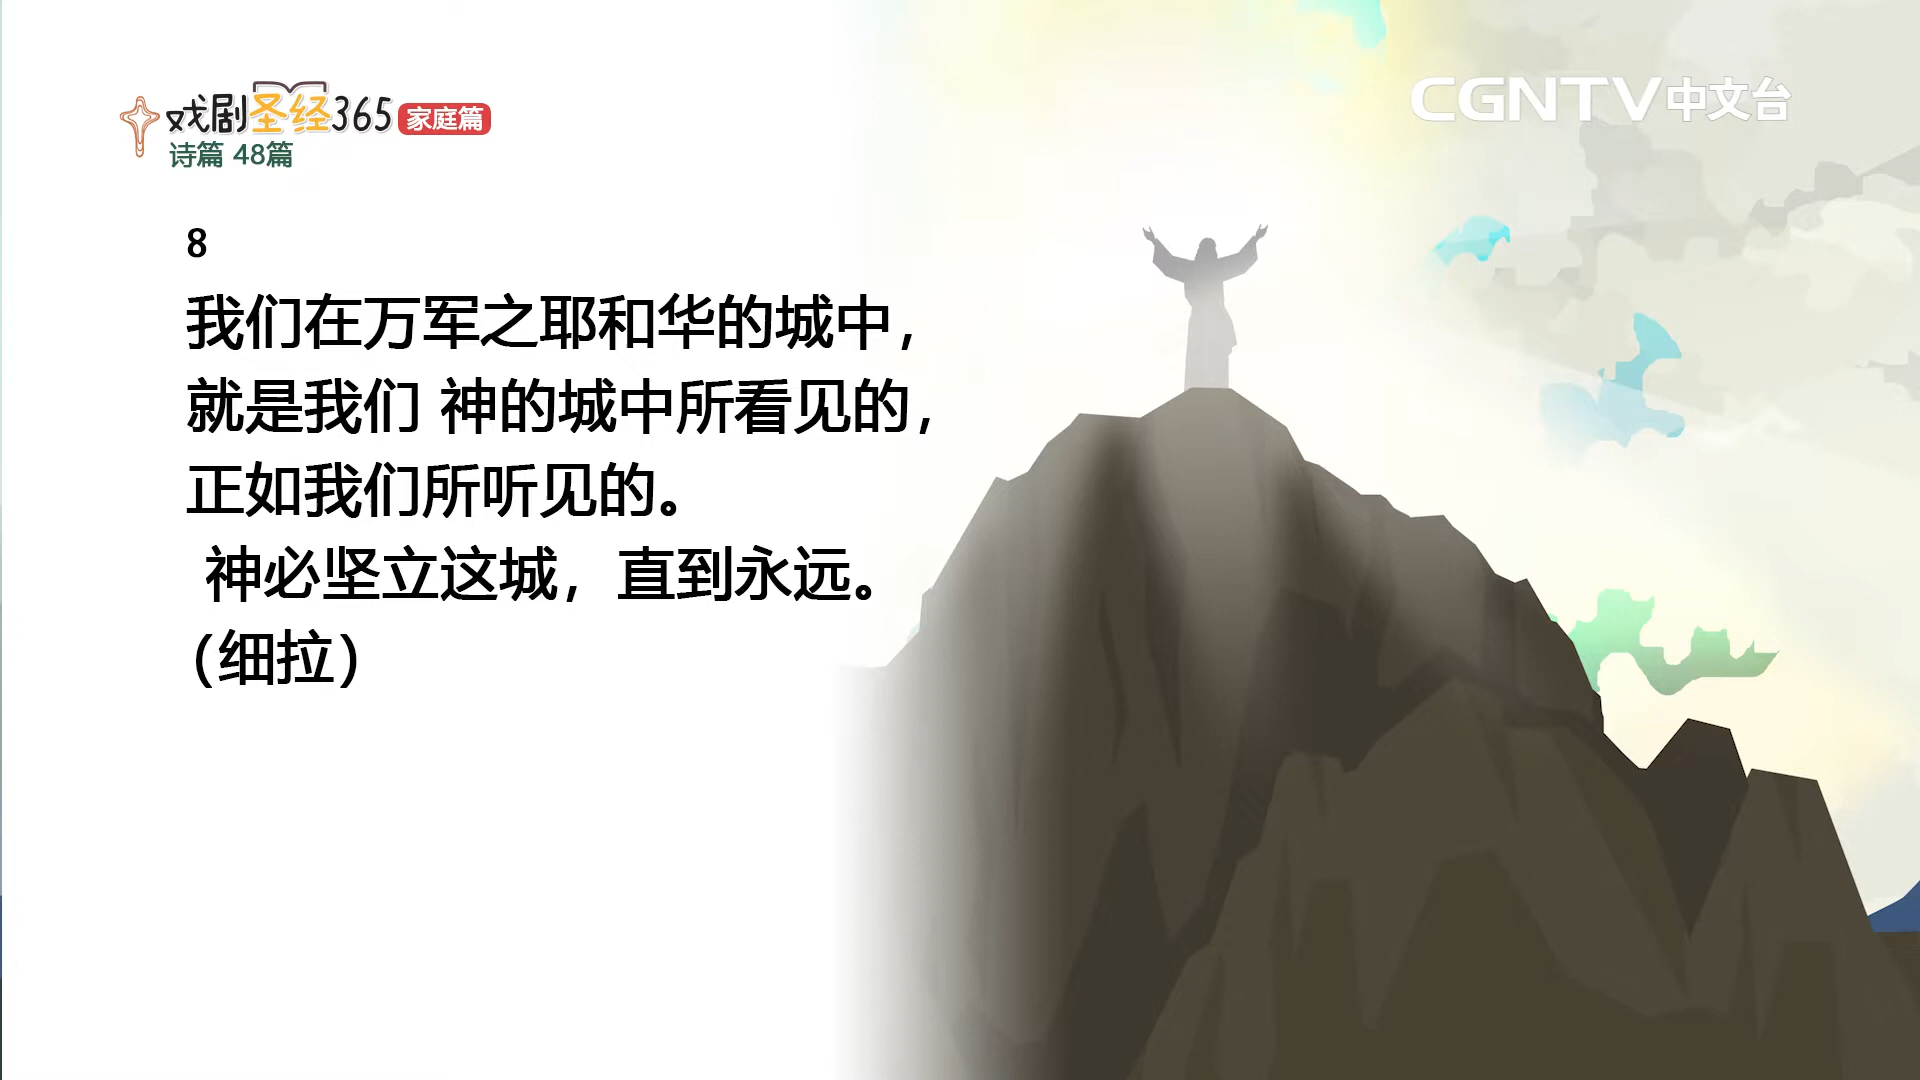 戏剧圣经365 家庭篇
诗篇 48篇
CGNTV中文台
8
我们在万军之耶和华的城中，
就是我们 神的城中所看见的，
正如我们所听见的。
神必坚立这城，直到永远。
（细拉）